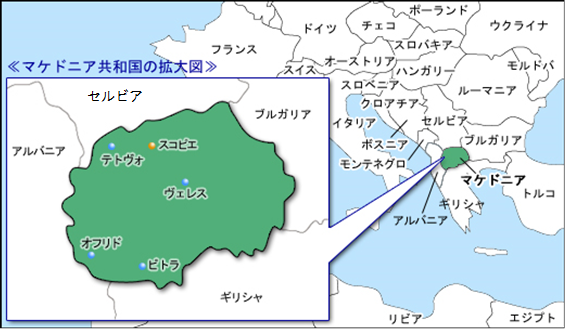 ポーランド
ドイツ
チェコ
ウクライナ
スロバキア
フランス
モルドバ
≪マケドニア共和国の拡大図≫
スイス
オーストリア
ハンガリー
スロベニア
ルーマニア
セルビア
クロアチア
ブルガリア
イタリア
セルビア
アルバニア
スコピエ
ボスニア
ブルガリア
テトヴォ
モンテネグロ
マケドニア
ヴェレス
トルコ
アルバニア
ギリシャ
オフリド
ビトラ
ギリシャ
リビア
エジプト